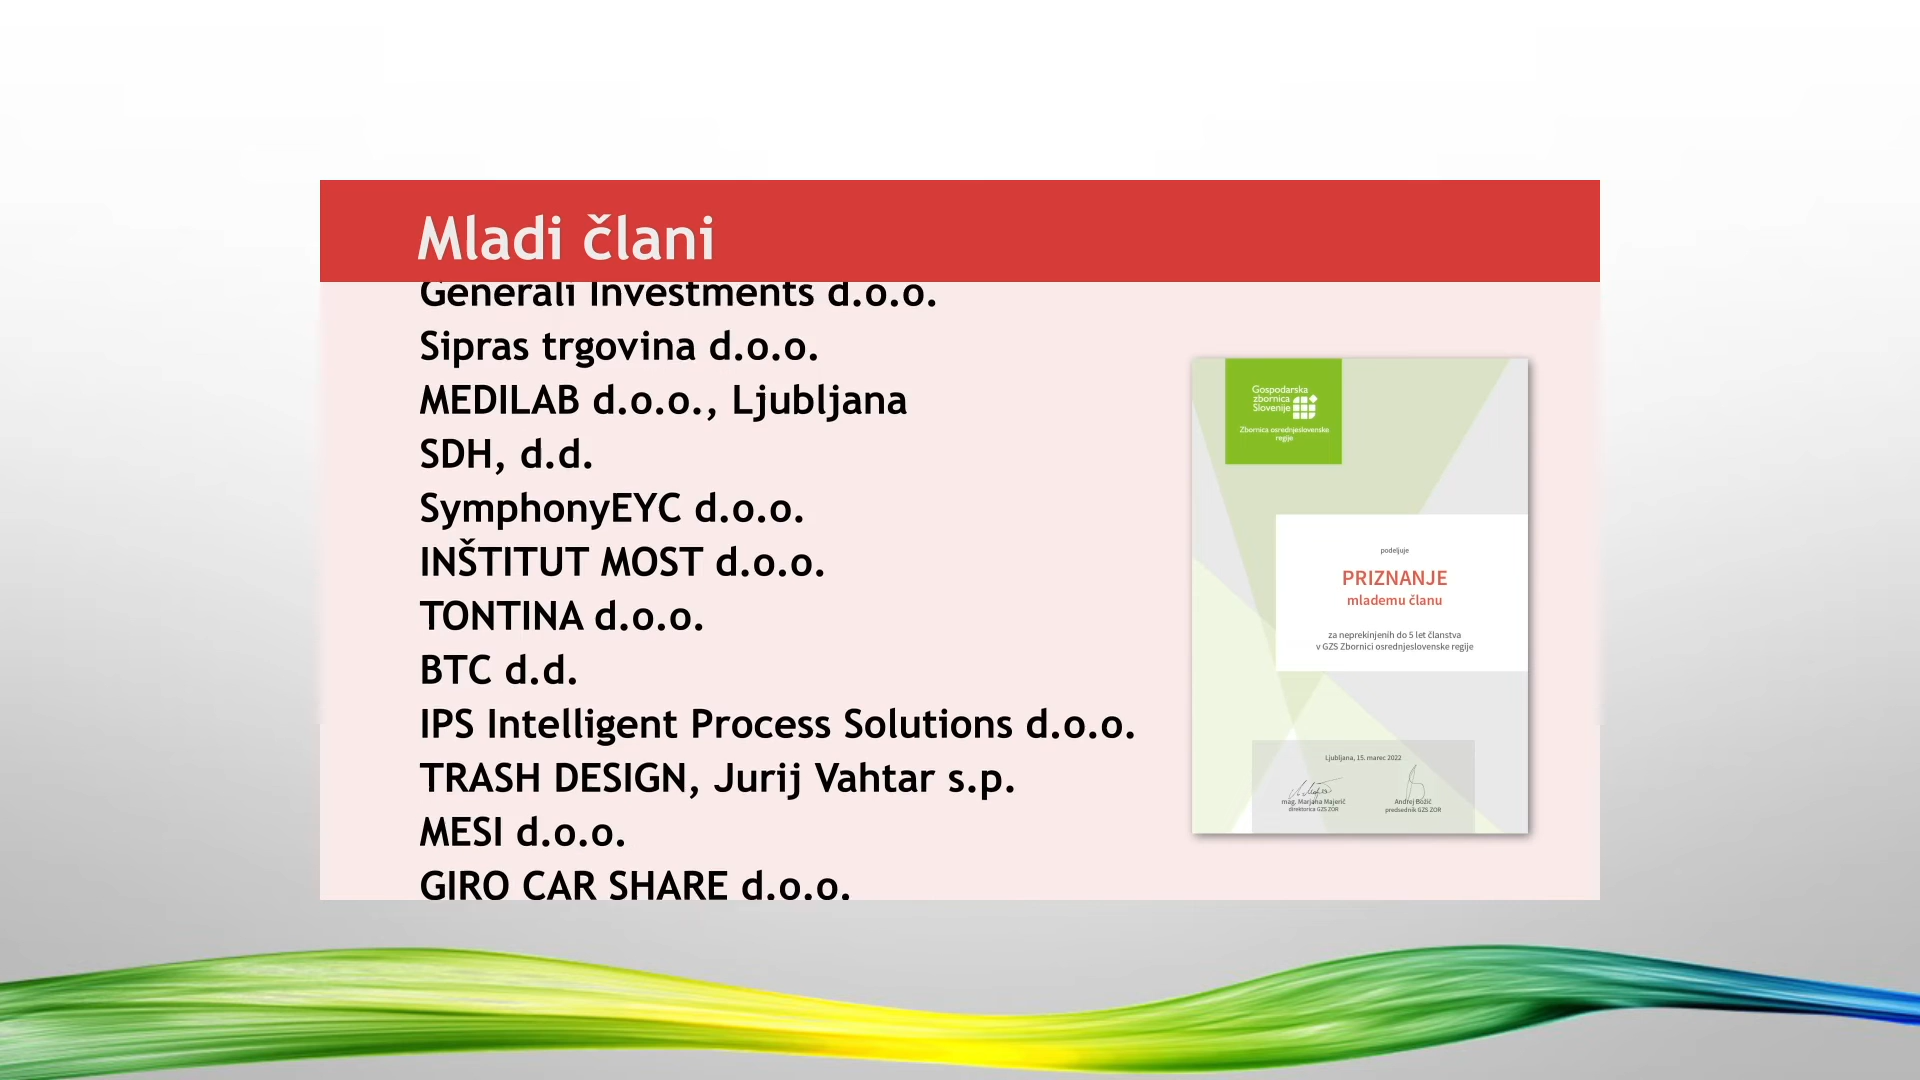 Mladi člani
Generali Investments d.o.o.
Sipras trgovina d.o.o.
MEDILAB d.o.o., Ljubljana
SDH, d.d.
SymphonyEYC d.o.o.
INŠTITUT MOST d.o.o.
TONTINA d.o.o.
BTC d.d.
IPS Intelligent Process Solutions d.o.o.
TRASH DESIGN, Jurij Vahtar s.p.
MESI d.o.o.
GIRO CAR SHARE d.o.o.
Gospodarska
zbornica
Slovenije
Zbornica osrednjeslovenske
regije
podeljuje
PRIZNANJE
mlademu članu
za neprekinjenih do 5 let članstva
v GZS Zbornici osrednjeslovenske regije
Ljubljana, 15. marec 2022
mag. Marjana Majerič
direktorica GZS ZOR
Andrej Božič
predsednik GZS ZOR